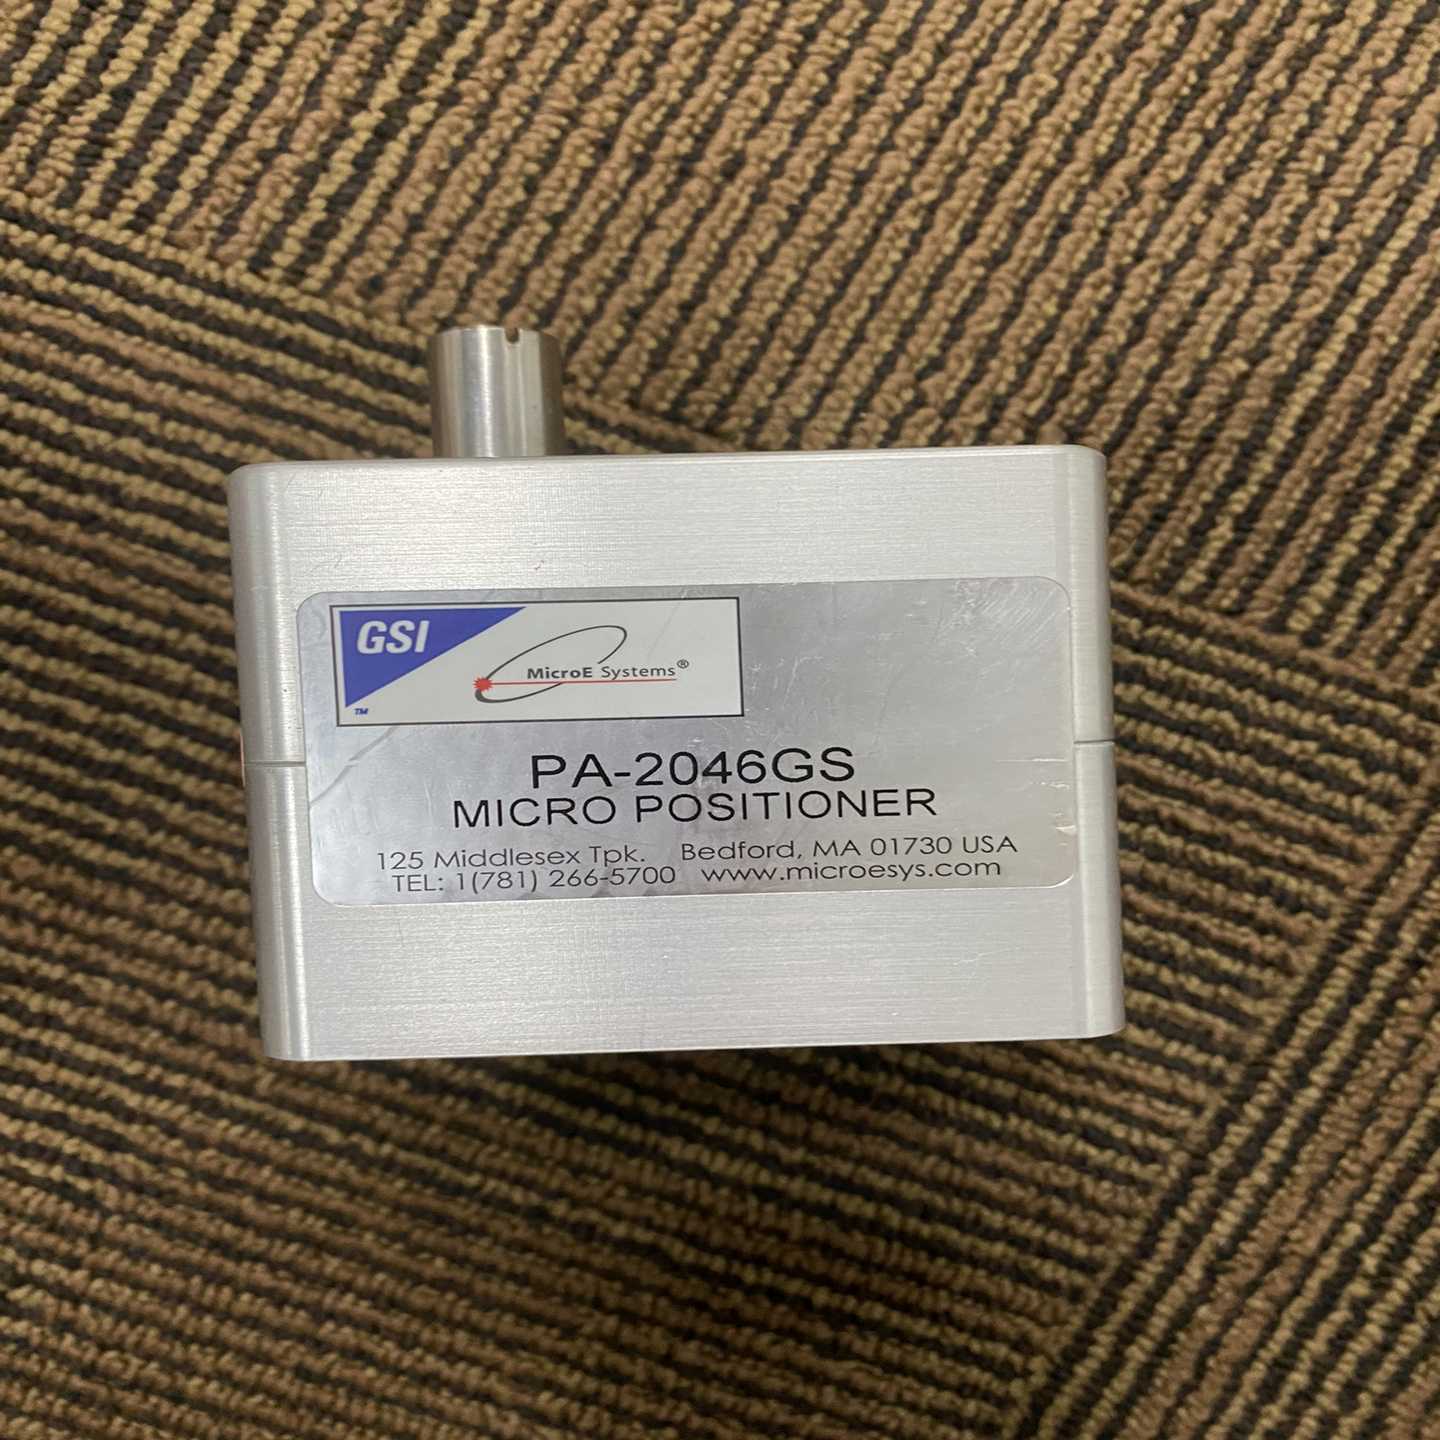 GSI
TM
MicroE Systems®
PA-2046GS
MICRO POSITIONER
125 Middlesex Tpk. Bedford, MA 01730 USA
TEL: 1(781) 266-5700 www.microesys.com